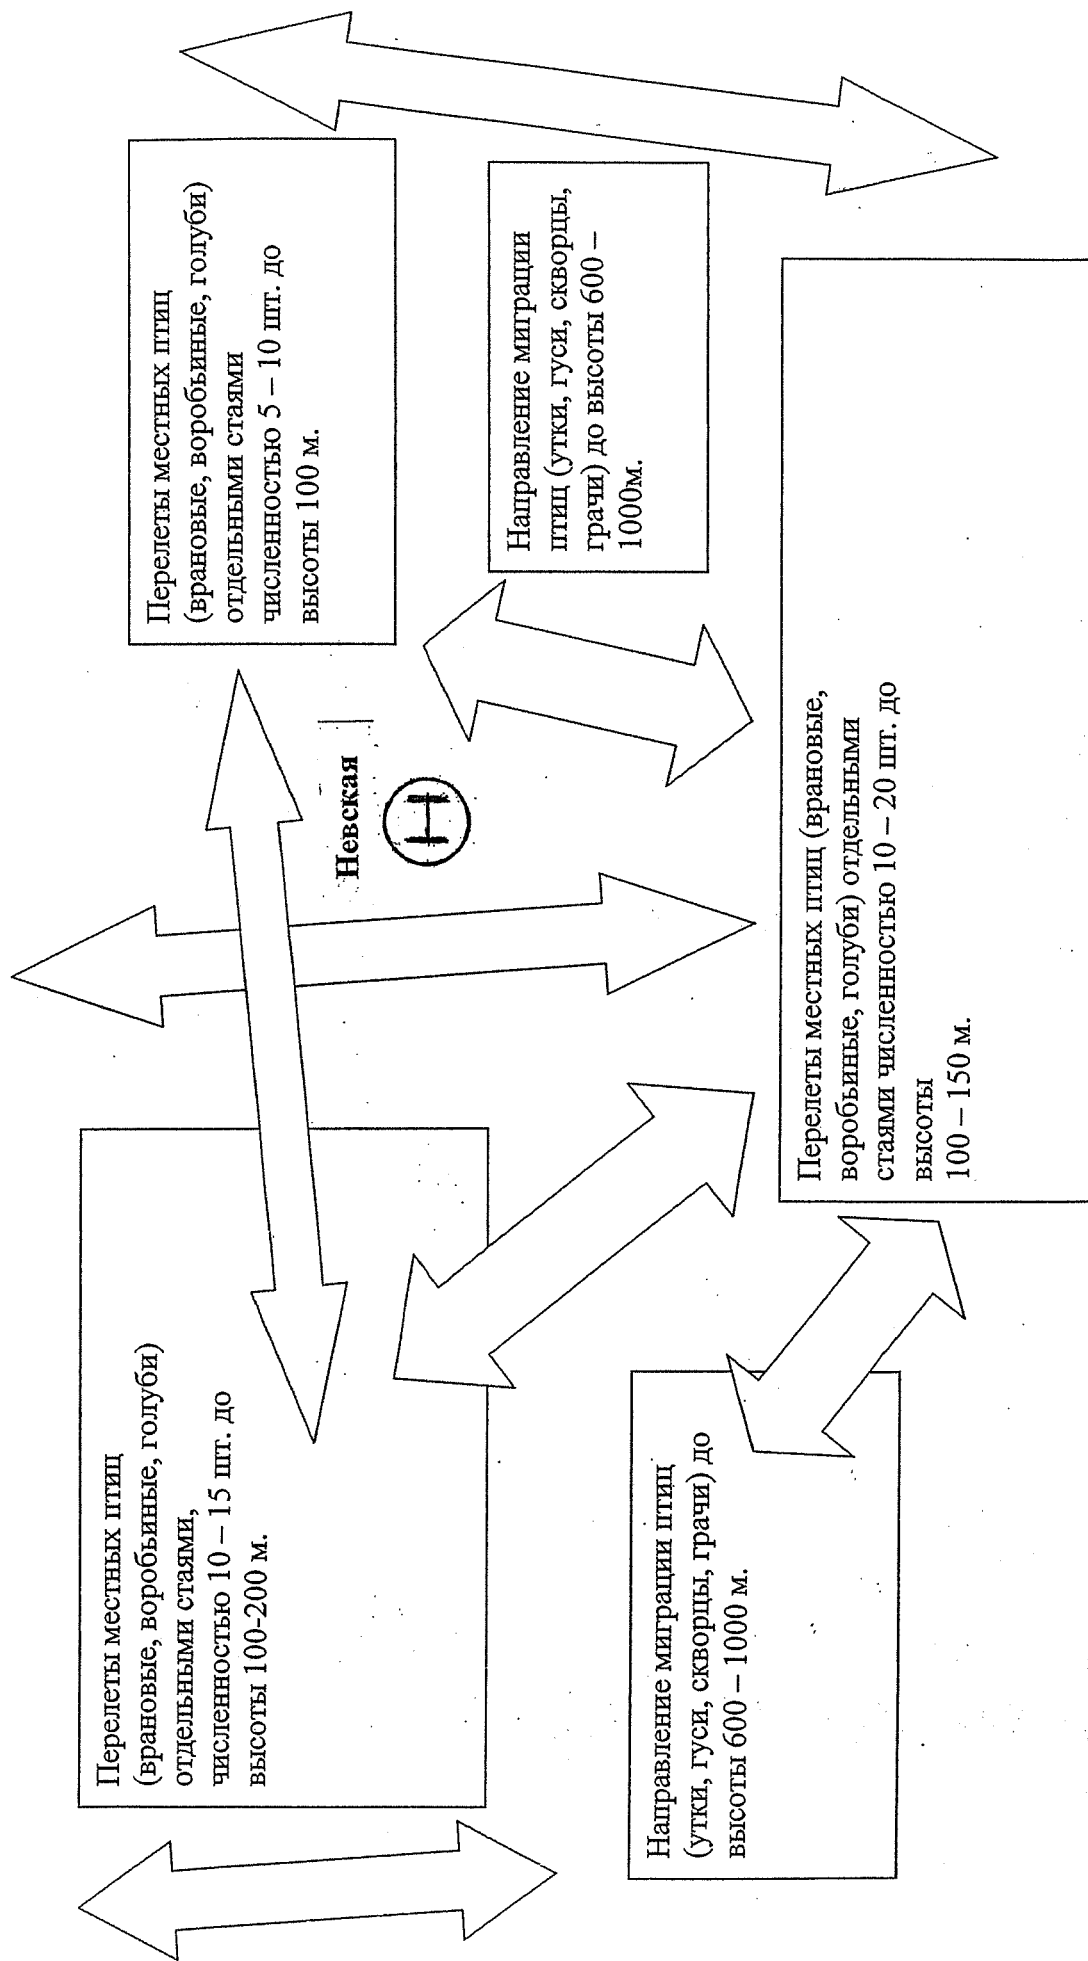 Перелеты местных птиц
(врановые, воробьиные, голуби)
отдельными стаями,
численностью 10 – 15 шт. до
высоты 100-200 м.
Перелеты местных птиц
(врановые, воробьиные, голуби)
отдельными стаями
численностью 5 – 10 шт. до
высоты 100 м.
Невская
H
Направление миграции
птиц (утки, гуси, скворцы,
грачи) до высоты 600 –
1000м.
Направление миграции птиц
(утки, гуси, скворцы, грачи) до
высоты 600 – 1000 м.
Перелеты местных птиц (врановые,
воробьиные, голуби) отдельными
стаями численностью 10 – 20 шт. до
высоты
100 – 150 м.